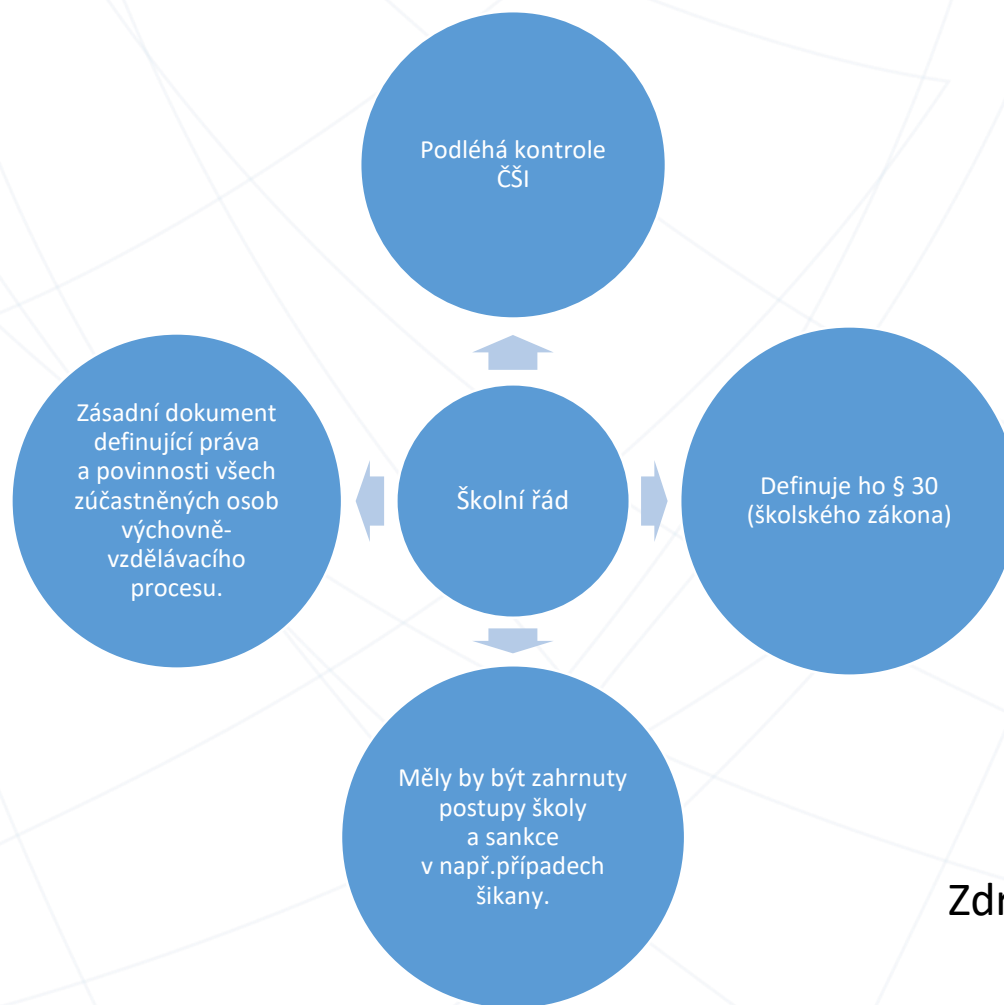 Podléhá kontrole
ČŠI
Zásadní dokument
definující práva
a povinnosti všech
zúčastněných osob
výchovně-
vzdělávacího
procesu.
Školní řád
Definuje ho § 30
(školského zákona)
Měly by být zahrnuty
postupy školy
a sankce
v např.případech
šikany.